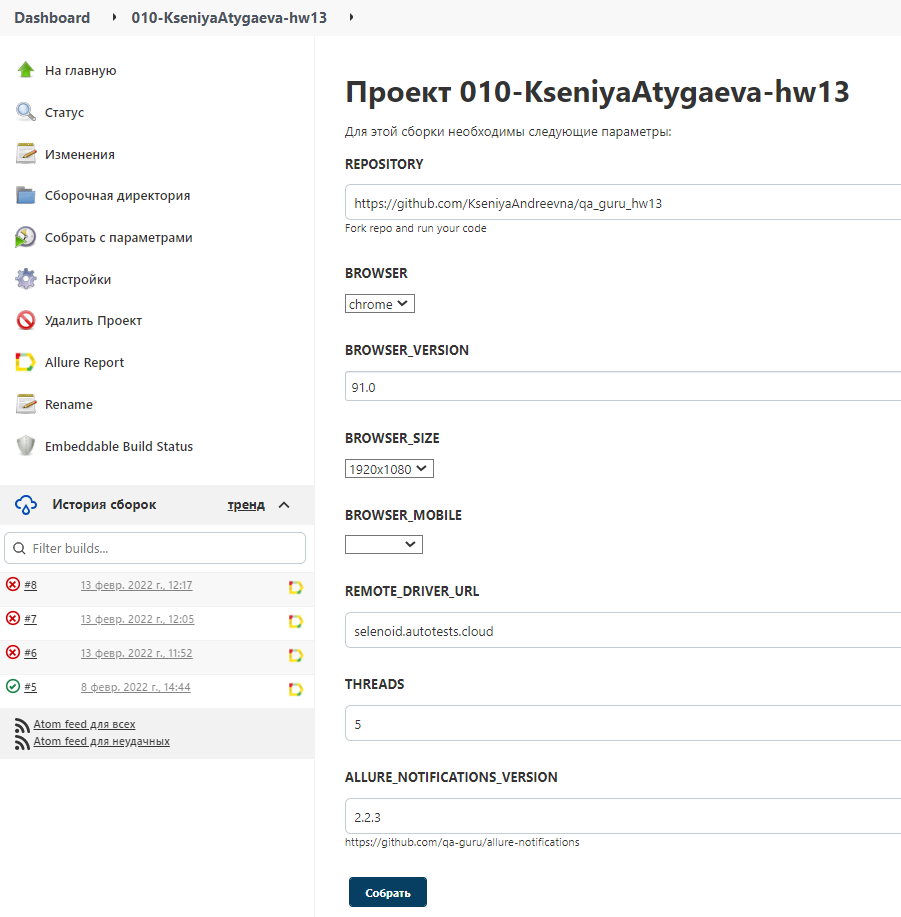 Dashboard 010-KseniyaAtygaeva-hw13
На главную
Статус
Изменения
Сборочная директория
Собрать с параметрами
Настройки
Удалить Проект
Allure Report
Rename
Embeddable Build Status
История сборок тренд
Filter builds...
#8 13 февр. 2022 г., 12:17
#7 13 февр. 2022 г., 12:05
#6 13 февр. 2022 г., 11:52
#5 8 февр. 2022 г., 14:44
Atom feed для всех
Atom feed для неудачных
Проект 010-KseniyaAtygaeva-hw13
Для этой сборки необходимы следующие параметры:
REPOSITORY
https://github.com/KseniyaAndreevna/qa_guru_hw13
Fork repo and run your code
BROWSER
chrome
BROWSER_VERSION
91.0
BROWSER_SIZE
1920x1080
BROWSER_MOBILE
REMOTE_DRIVER_URL
selenoid.autotests.cloud
THREADS
5
ALLURE_NOTIFICATIONS_VERSION
2.2.3
https://github.com/qa-guru/allure-notifications
Собрать